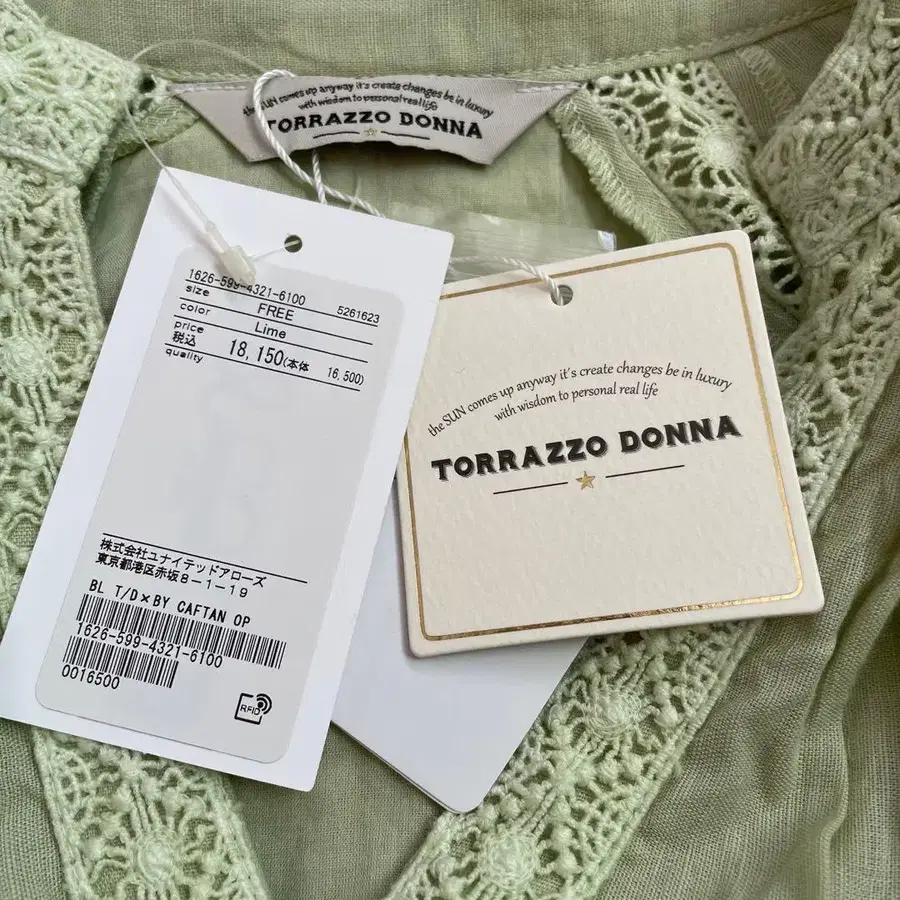 the SUN comes up anyway it's create changes be in luxury
with wisdom to personal real life
TORRAZZO DONNA
1626-599-4321-6100
size FREE 5261623
color Lime
price
税込 18,150(本体 16,500)
quality
株式会社ユナイテッドアローズ
東京都港区赤坂8-1-19
BL T/D×BY CAFTAN OP
1626-599-4321-6100
0016500
RFID
the SUN comes up anyway it's create changes be in luxury
with wisdom to personal real life
TORRAZZO DONNA